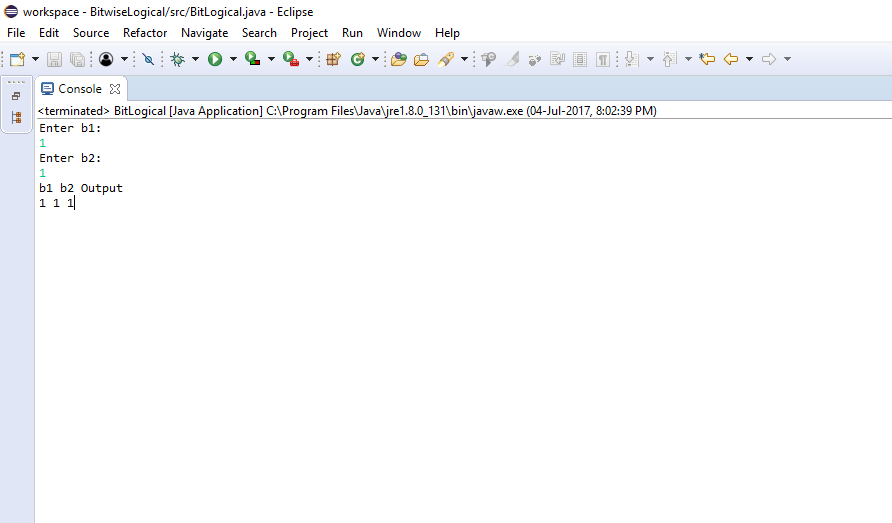 workspace - BitwiseLogical/src/BitLogical.java - Eclipse
File Edit Source Refactor Navigate Search Project Run Window Help
Console
<terminated> BitLogical [Java Application] C:\Program Files\Java\jre1.8.0_131\bin\javaw.exe (04-Jul-2017, 8:02:39 PM)
Enter b1:
1
Enter b2:
1
b1 b2 Output
1 1 1